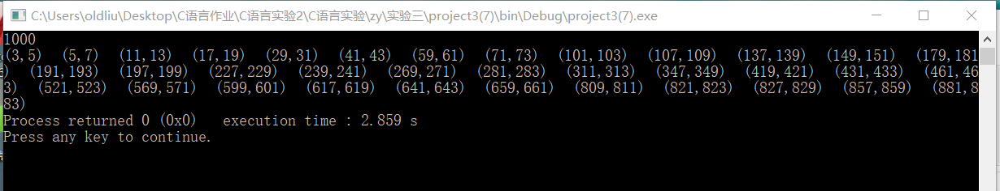 C:\Users\oldliu\Desktop\C语言作业\C语言实验2\C语言实验\zy\实验三\project3(7)\bin\Debug\project3(7).exe
1000
(3,5)  (5,7)  (11,13)  (17,19)  (29,31)  (41,43)  (59,61)  (71,73)  (101,103)  (107,109)  (137,139)  (149,151)  (179,181
)  (191,193)  (197,199)  (227,229)  (239,241)  (269,271)  (281,283)  (311,313)  (347,349)  (419,421)  (431,433)  (461,46
3)  (521,523)  (569,571)  (599,601)  (617,619)  (641,643)  (659,661)  (809,811)  (821,823)  (827,829)  (857,859)  (881,8
83)
Process returned 0 (0x0)   execution time : 2.859 s
Press any key to continue.